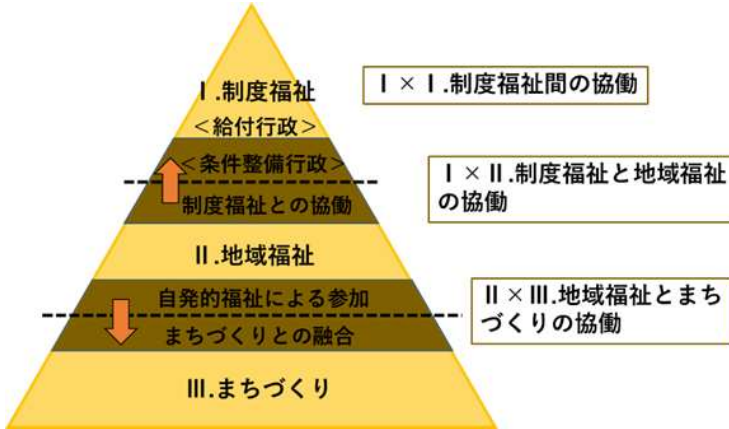 Ⅰ.制度福祉
<給付行政>
<条件整備行政>
制度福祉との協働
Ⅱ.地域福祉
自発的福祉による参加
まちづくりとの融合
Ⅲ.まちづくり
Ⅰ×Ⅰ.制度福祉間の協働
Ⅰ×Ⅱ.制度福祉と地域福祉
の協働
Ⅱ×Ⅲ.地域福祉とまち
づくりの協働